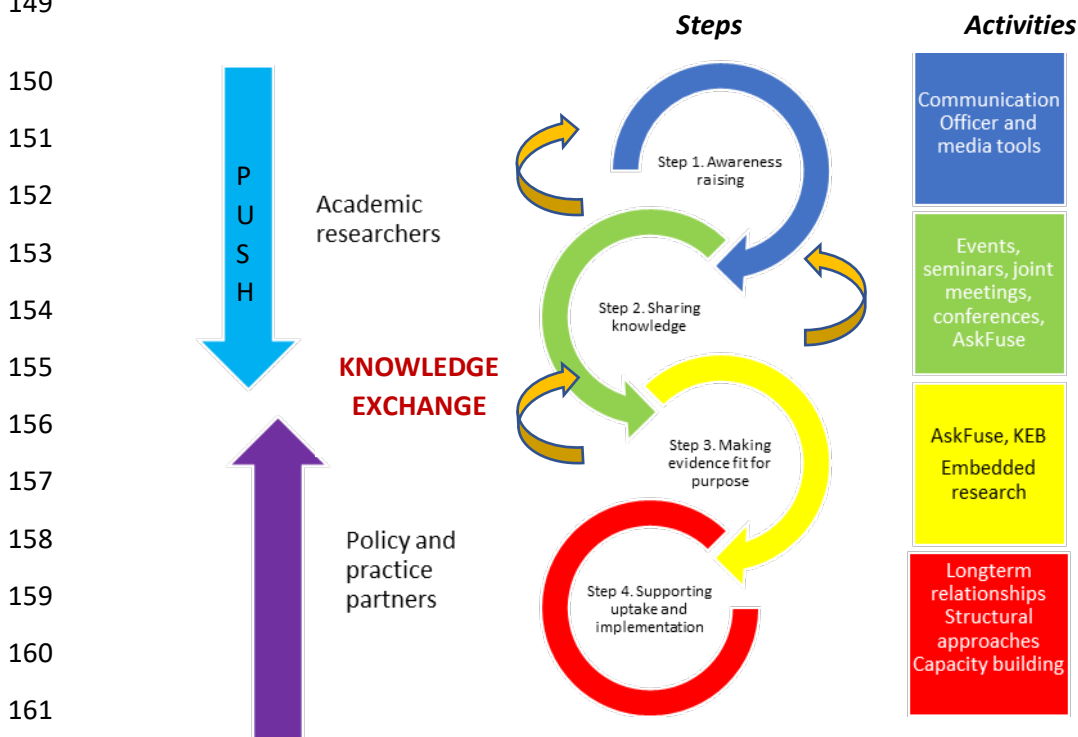 149
Steps
Activities
150
151
152
153
154
155
156
157
158
159
160
161
P
U
S
H
Academic
researchers
KNOWLEDGE
EXCHANGE
Policy and
practice
partners
Step 1. Awareness
raising
Step 2. Sharing
knowledge
Step 3. Making
evidence fit for
purpose
Step 4. Supporting
uptake and
implementation
Communication
Officer and
media tools
Events,
seminars, joint
meetings,
conferences,
AskFuse
AskFuse, KEB
Embedded
research
Longterm
relationships
Structural
approaches
Capacity building